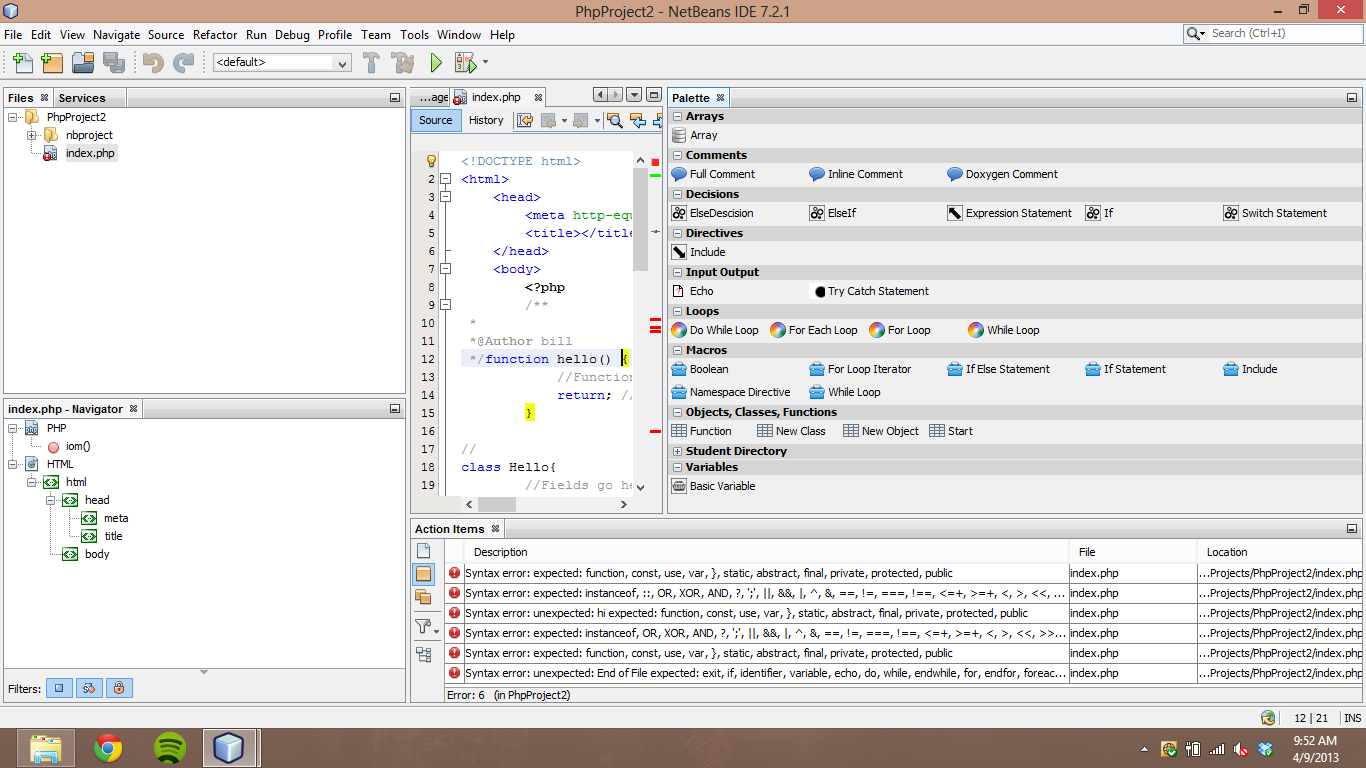 PhpProject2 - NetBeans IDE 7.2.1
File Edit View Navigate Source Refactor Run Debug Profile Team Tools Window Help
Search (Ctrl+I)
<default>
Files
Services
PhpProject2
nbproject
index.php
index.php - Navigator
PHP
iom()
HTML
html
head
meta
title
body
Filters:
...age
index.php
Source
History
<!DOCTYPE html>
2 <html>
3 <head>
4 <meta http-equ
5 <title></title
6 </head>
7 <body>
8 <?php
9 /**
10 *
11 *@Author bill
12 */function hello() {
13 //Function
14 return; //
15 }
16
17 //
18 class Hello{
19 //Fields go he
Palette
Arrays
Array
Comments
Full Comment Inline Comment Doxygen Comment
Decisions
ElseDescision ElseIf Expression Statement If Switch Statement
Directives
Include
Input Output
Echo Try Catch Statement
Loops
Do While Loop For Each Loop For Loop While Loop
Macros
Boolean For Loop Iterator If Else Statement If Statement Include
Namespace Directive While Loop
Objects, Classes, Functions
Function New Class New Object Start
Student Directory
Variables
Basic Variable
Action Items
Description File Location
Syntax error: expected: function, const, use, var, }, static, abstract, final, private, protected, public index.php ...Projects/PhpProject2/index.php
Syntax error: expected: instanceof, ::, OR, XOR, AND, ?, ';', ||, &&, |, ^, &, ==, !=, ===, !==, <=+, >=+, <, >, <<, ... index.php ...Projects/PhpProject2/index.php
Syntax error: unexpected: hi expected: function, const, use, var, }, static, abstract, final, private, protected, public index.php ...Projects/PhpProject2/index.php
Syntax error: expected: instanceof, OR, XOR, AND, ?, ';', ||, &&, |, ^, &, ==, !=, ===, !==, <=+, >=+, <, >, <<, >>... index.php ...Projects/PhpProject2/index.php
Syntax error: expected: function, const, use, var, }, static, abstract, final, private, protected, public index.php ...Projects/PhpProject2/index.php
Syntax error: unexpected: End of File expected: exit, if, identifier, variable, echo, do, while, endwhile, for, endfor, foreac... index.php ...Projects/PhpProject2/index.php
Error: 6 (in PhpProject2)
12 | 21 INS
9:52 AM
4/9/2013